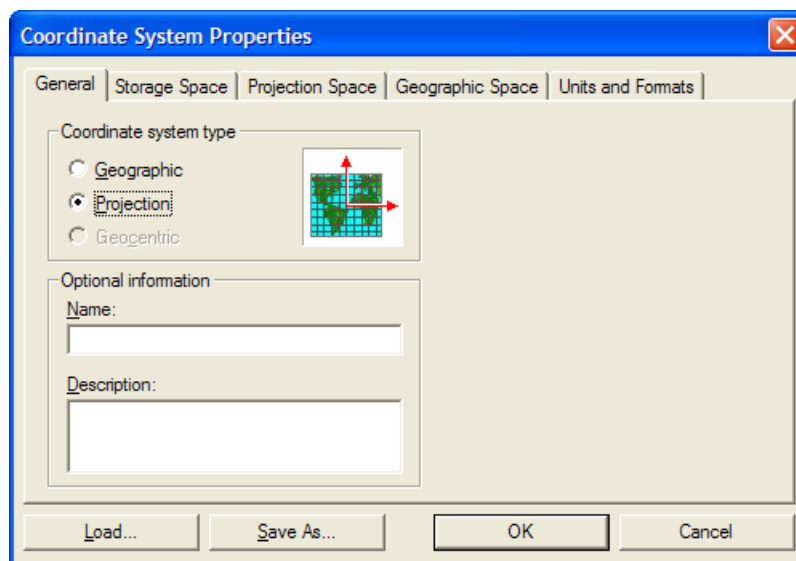 Coordinate System Properties
General Storage Space Projection Space Geographic Space Units and Formats
Coordinate system type
Geographic
Projection
Geocentric
Optional information
Name:
Description:
Load... Save As... OK Cancel